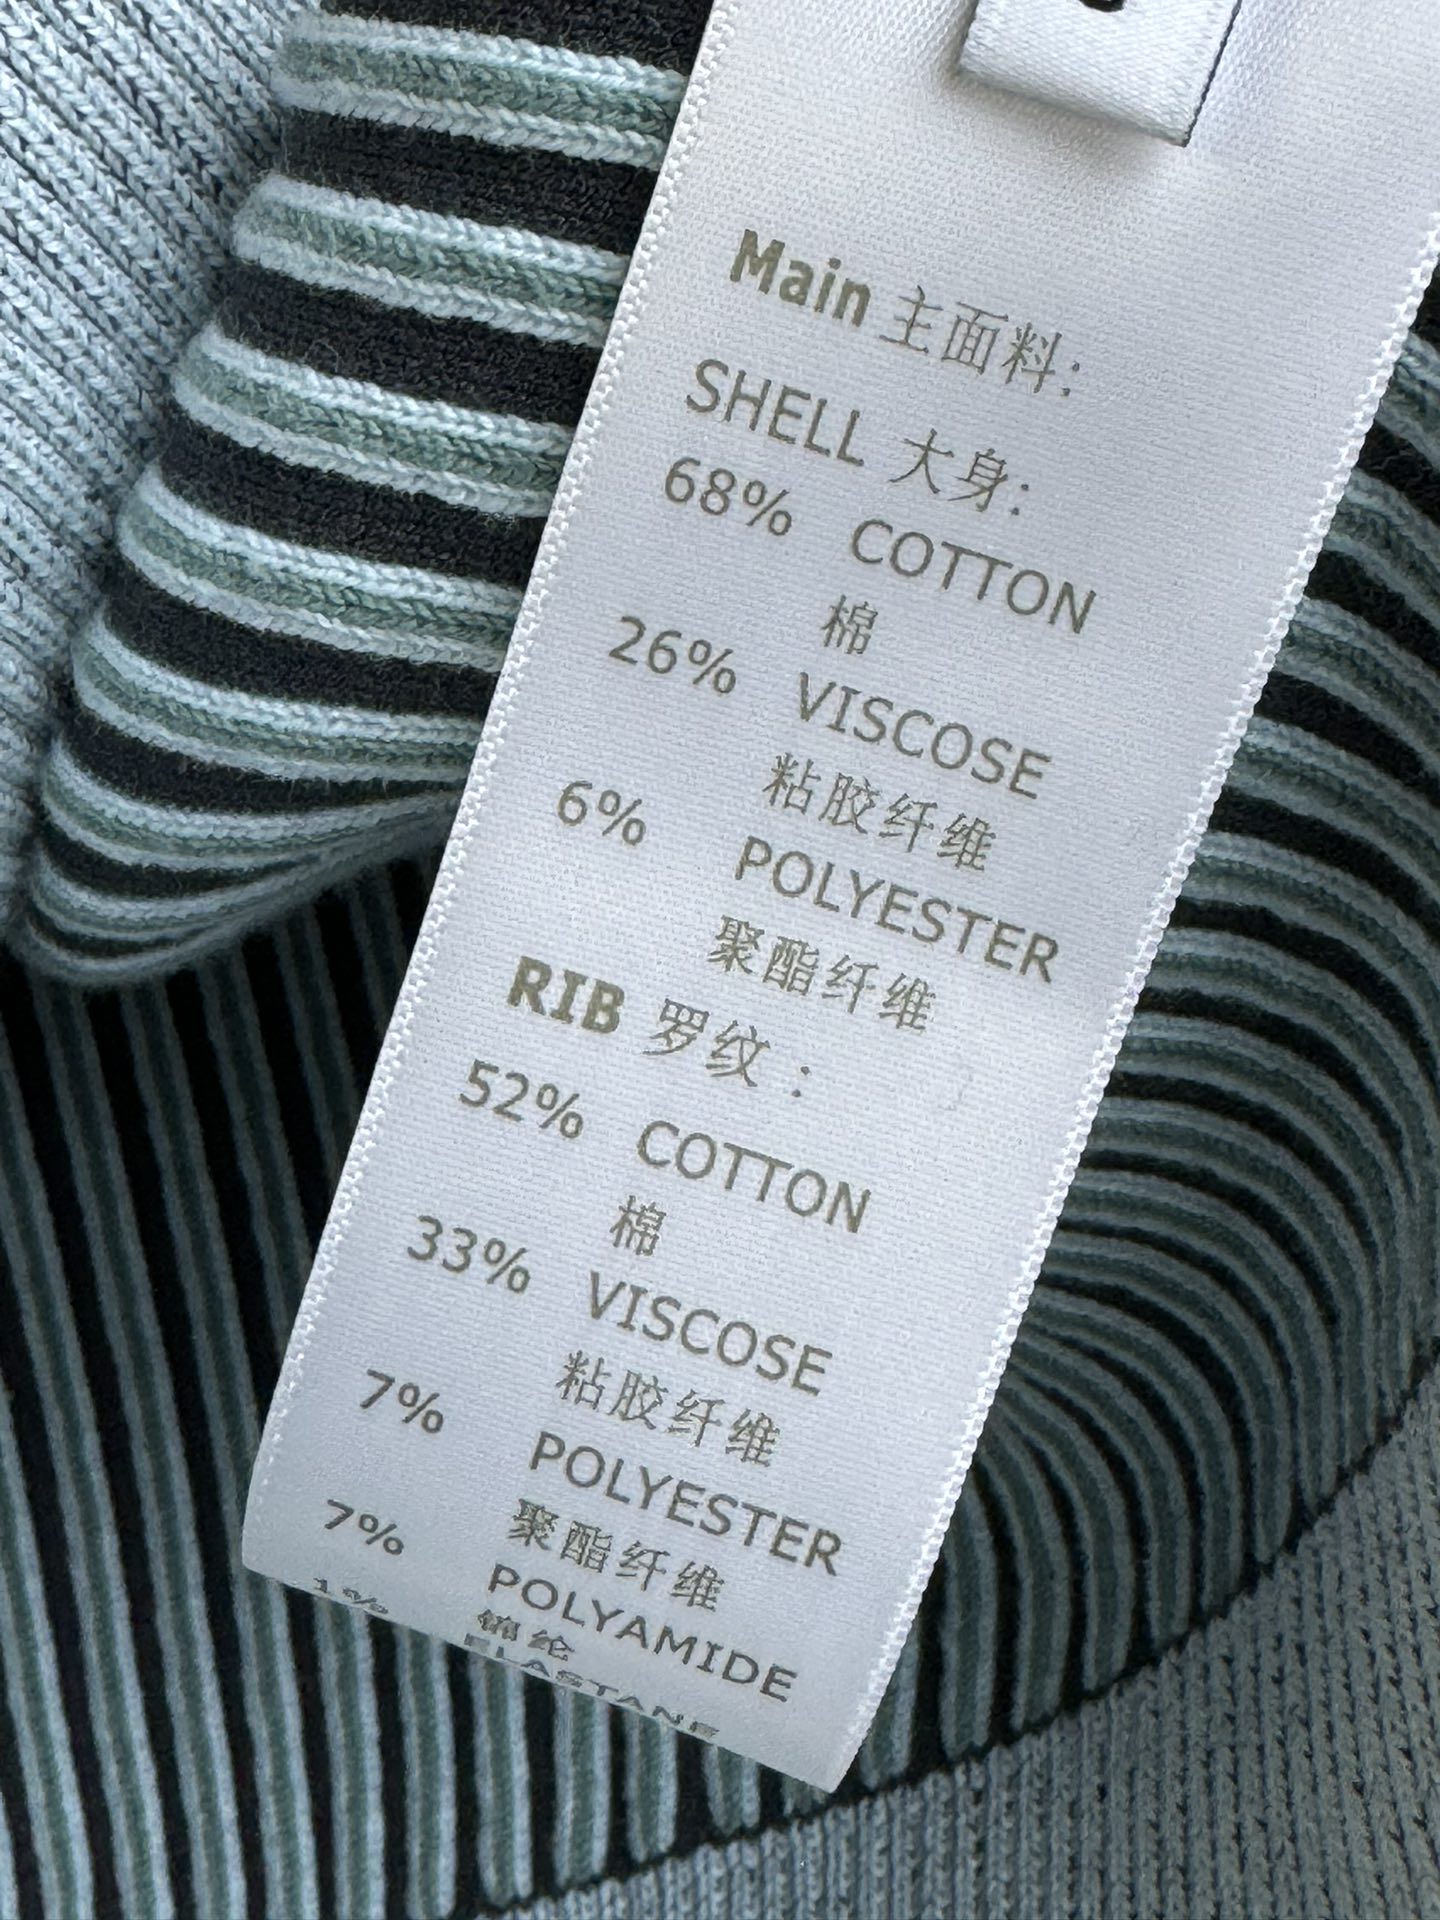 Main 主面料:
SHELL 大身:
68% COTTON
棉
26% VISCOSE
粘胶纤维
6% POLYESTER
聚酯纤维
RIB 罗纹:
52% COTTON
棉
33% VISCOSE
粘胶纤维
7% POLYESTER
聚酯纤维
7% POLYAMIDE
锦纶
1% ELASTANE